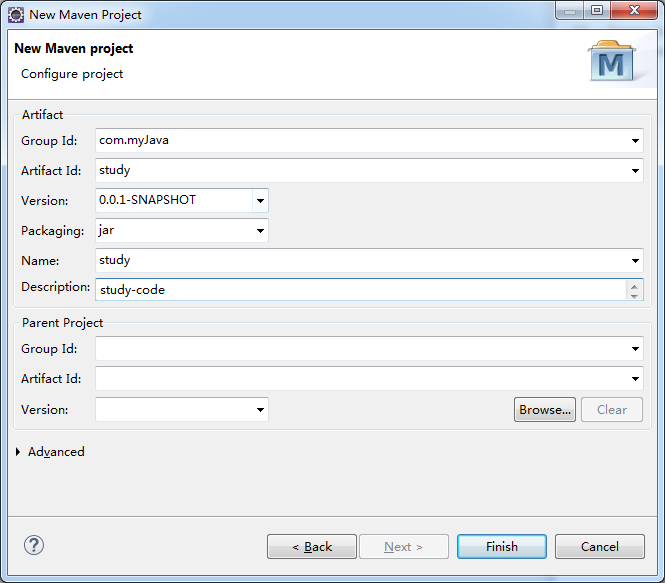 New Maven Project
New Maven project
Configure project
M
Artifact
Group Id: com.myJava
Artifact Id: study
Version: 0.0.1-SNAPSHOT
Packaging: jar
Name: study
Description: study-code
Parent Project
Group Id:
Artifact Id:
Version: Browse... Clear
Advanced
? < Back Next > Finish Cancel